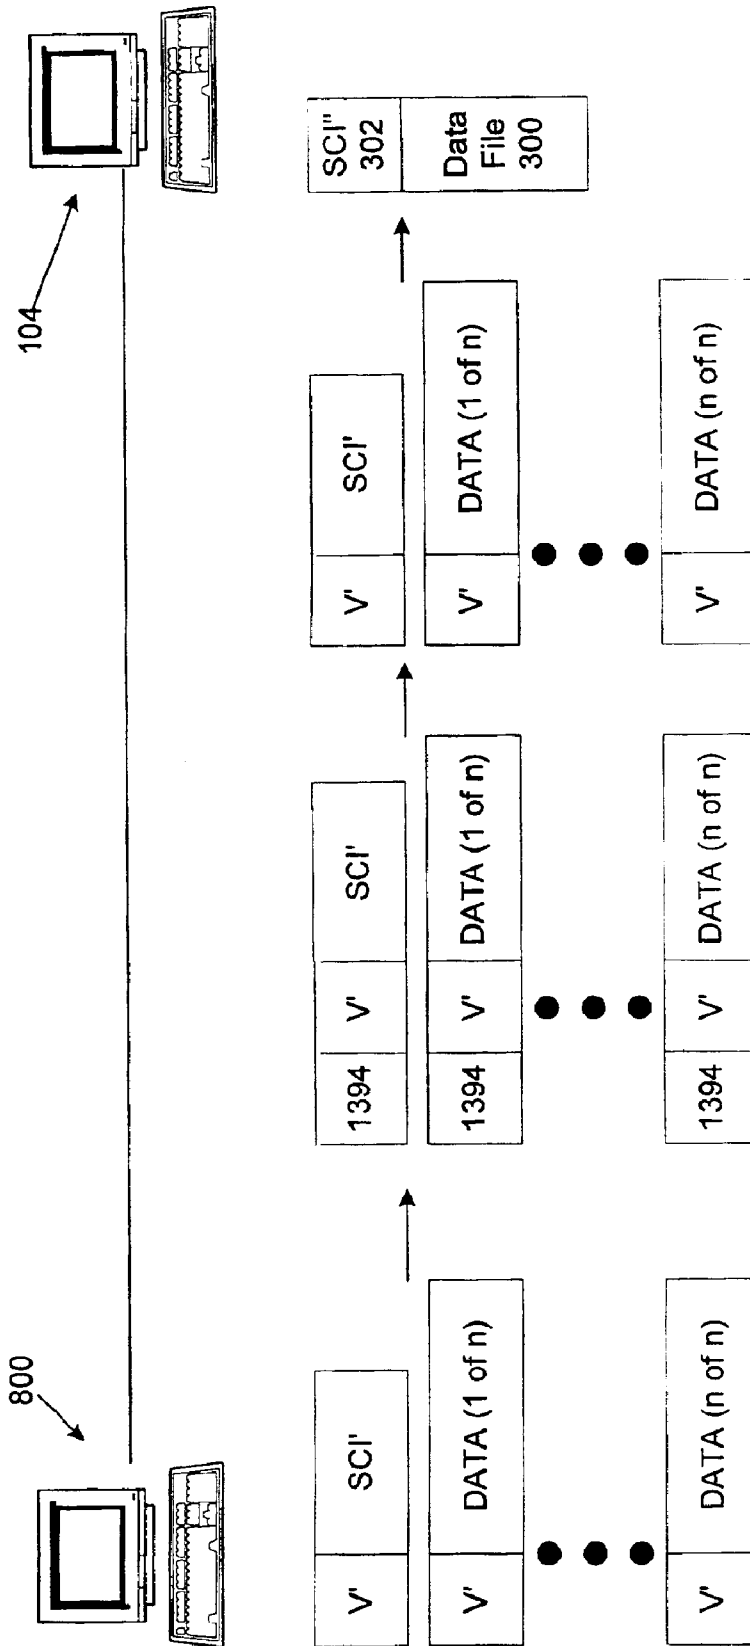 800
104
V' SCI'
V' DATA (1 of n)
V' DATA (n of n)
1394 V' SCI'
1394 V' DATA (1 of n)
1394 V' DATA (n of n)
V' SCI'
V' DATA (1 of n)
V' DATA (n of n)
SCI"
302
Data
File
300